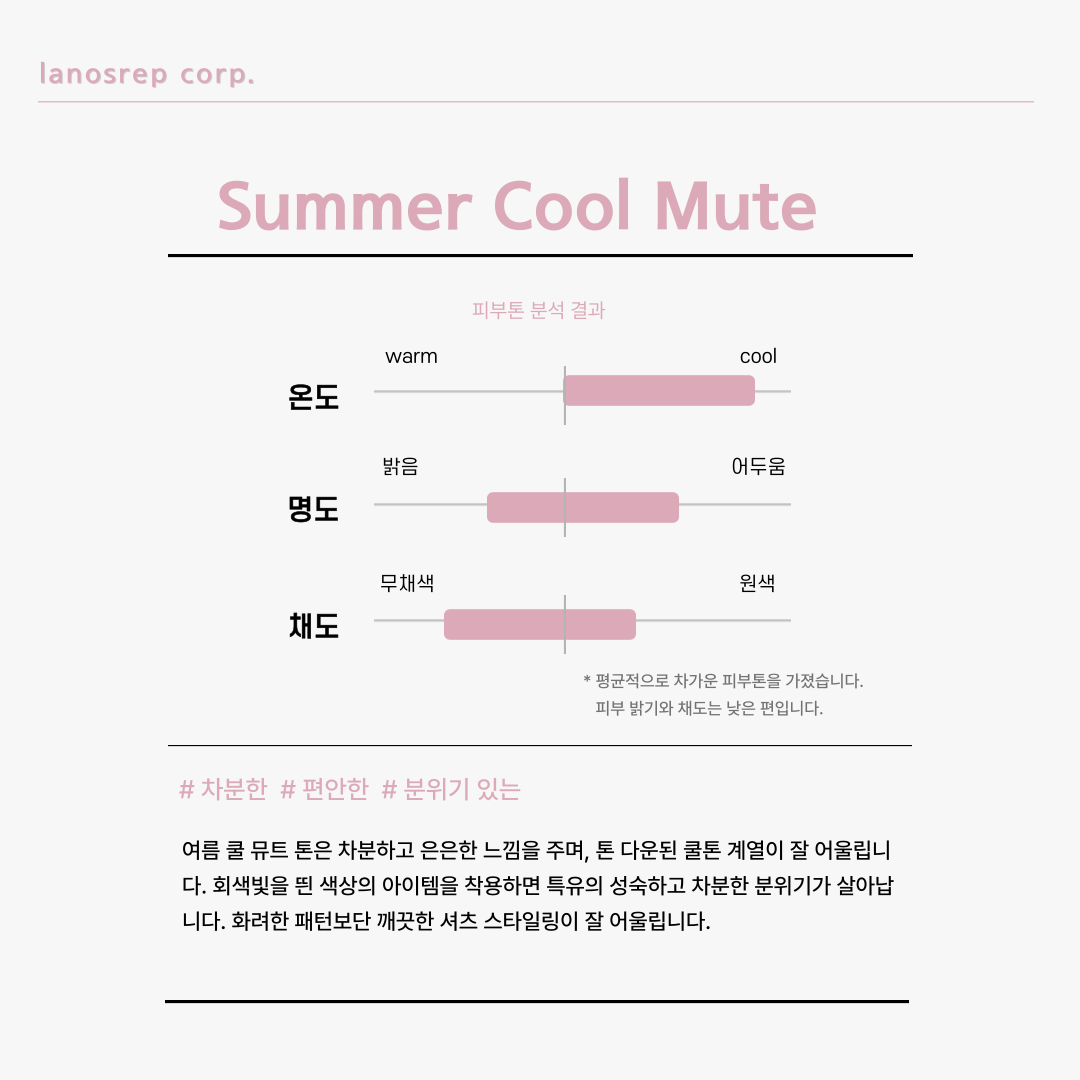 lanosrep corp.
Summer Cool Mute
피부톤 분석 결과
warm cool
온도
밝음 어두움
명도
무채색 원색
채도
* 평균적으로 차가운 피부톤을 가졌습니다.
피부 밝기와 채도는 낮은 편입니다.
# 차분한 # 편안한 # 분위기 있는
여름 쿨 뮤트 톤은 차분하고 은은한 느낌을 주며, 톤 다운된 쿨톤 계열이 잘 어울립니
다. 회색빛을 띈 색상의 아이템을 착용하면 특유의 성숙하고 차분한 분위기가 살아납
니다. 화려한 패턴보단 깨끗한 셔츠 스타일링이 잘 어울립니다.